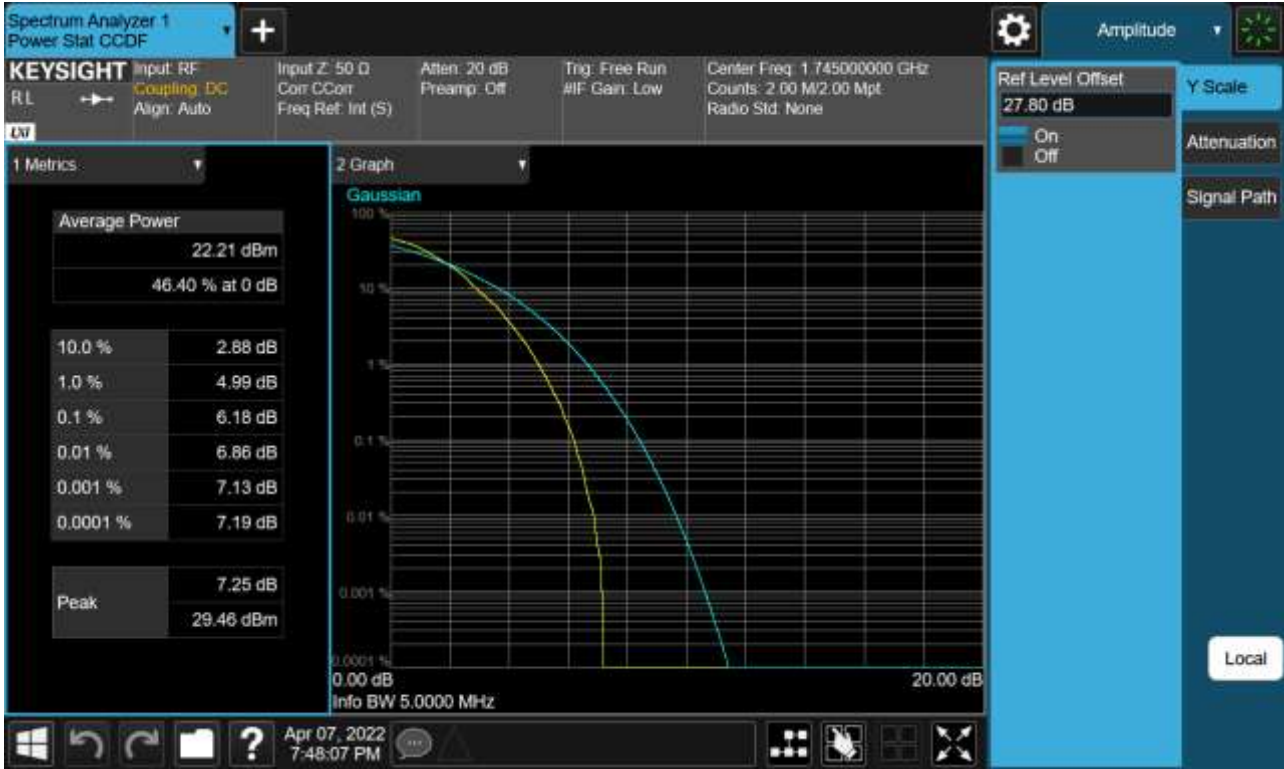 Spectrum Analyzer 1
Power Stat CCDF
Amplitude
KEYSIGHT
RL
LXI
Input: RF
Coupling: DC
Align: Auto
Input Z: 50 Ω
Corr CCorr
Freq Ref: Int (S)
Atten: 20 dB
Preamp: Off
Trig: Free Run
#IF Gain: Low
Center Freq: 1.745000000 GHz
Counts: 2.00 M/2.00 Mpt
Radio Std: None
Ref Level Offset
27.80 dB
On
Off
Y Scale
Attenuation
Signal Path
Local
1 Metrics
Average Power
22.21 dBm
46.40 % at 0 dB
10.0 % 2.88 dB
1.0 % 4.99 dB
0.1 % 6.18 dB
0.01 % 6.86 dB
0.001 % 7.13 dB
0.0001 % 7.19 dB
Peak
7.25 dB
29.46 dBm
2 Graph
Gaussian
100 %
10 %
1 %
0.1 %
0.01 %
0.001 %
0.0001 %
0.00 dB 20.00 dB
Info BW 5.0000 MHz
?
Apr 07, 2022
7:48:07 PM